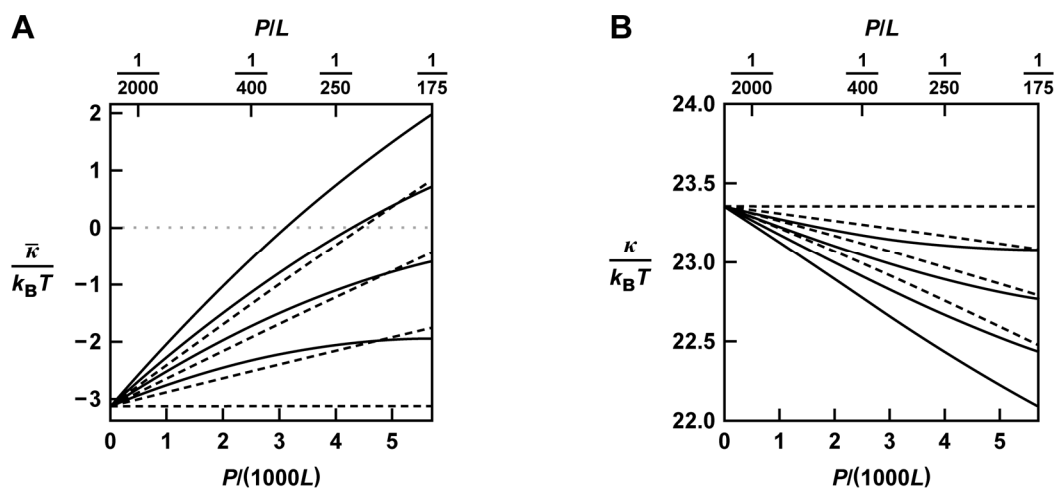 A
P/L
1/2000 1/400 1/250 1/175
2
1
0
−1
−2
−3
κ̅/k_BT
0 1 2 3 4 5
P/(1000L)
B
P/L
1/2000 1/400 1/250 1/175
24.0
23.5
23.0
22.5
22.0
κ/k_BT
0 1 2 3 4 5
P/(1000L)